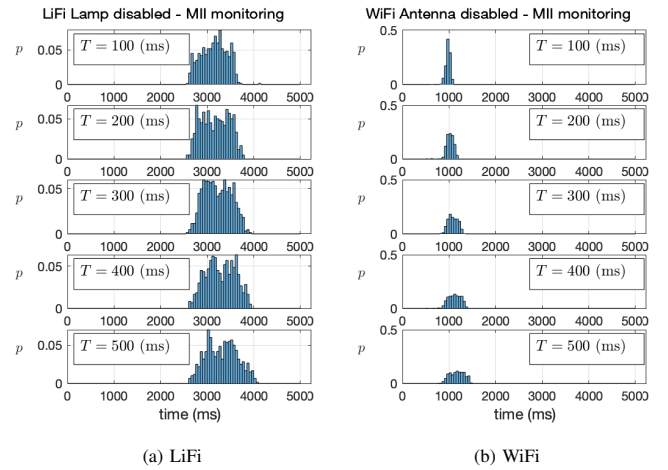 LiFi Lamp disabled - MII monitoring
p
0.05
0
T = 100 (ms)
0 1000 2000 3000 4000 5000
p
0.05
0
T = 200 (ms)
0 1000 2000 3000 4000 5000
p
0.05
0
T = 300 (ms)
0 1000 2000 3000 4000 5000
p
0.05
0
T = 400 (ms)
0 1000 2000 3000 4000 5000
p
0.05
0
T = 500 (ms)
0 1000 2000 3000 4000 5000
time (ms)
(a) LiFi
WiFi Antenna disabled - MII monitoring
p
0.5
0
T = 100 (ms)
0 1000 2000 3000 4000 5000
p
0.5
0
T = 200 (ms)
0 1000 2000 3000 4000 5000
p
0.5
0
T = 300 (ms)
0 1000 2000 3000 4000 5000
p
0.5
0
T = 400 (ms)
0 1000 2000 3000 4000 5000
p
0.5
0
T = 500 (ms)
0 1000 2000 3000 4000 5000
time (ms)
(b) WiFi